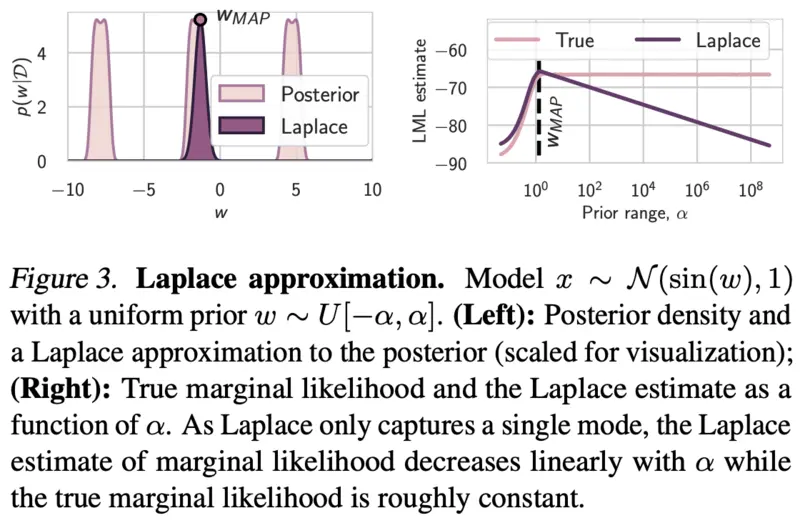 w_MAP
True
Laplace
Posterior
Laplace
p(w|𝒟)
4
2
0
−10
−5
0
5
10
w
LML estimate
−60
−70
−80
−90
w_MAP
10^0
10^2
10^4
10^6
10^8
Prior range, α
Figure 3. Laplace approximation. Model x ∼ 𝒩(sin(w), 1)
with a uniform prior w ∼ U[−α, α]. (Left): Posterior density and
a Laplace approximation to the posterior (scaled for visualization);
(Right): True marginal likelihood and the Laplace estimate as a
function of α. As Laplace only captures a single mode, the Laplace
estimate of marginal likelihood decreases linearly with α while
the true marginal likelihood is roughly constant.